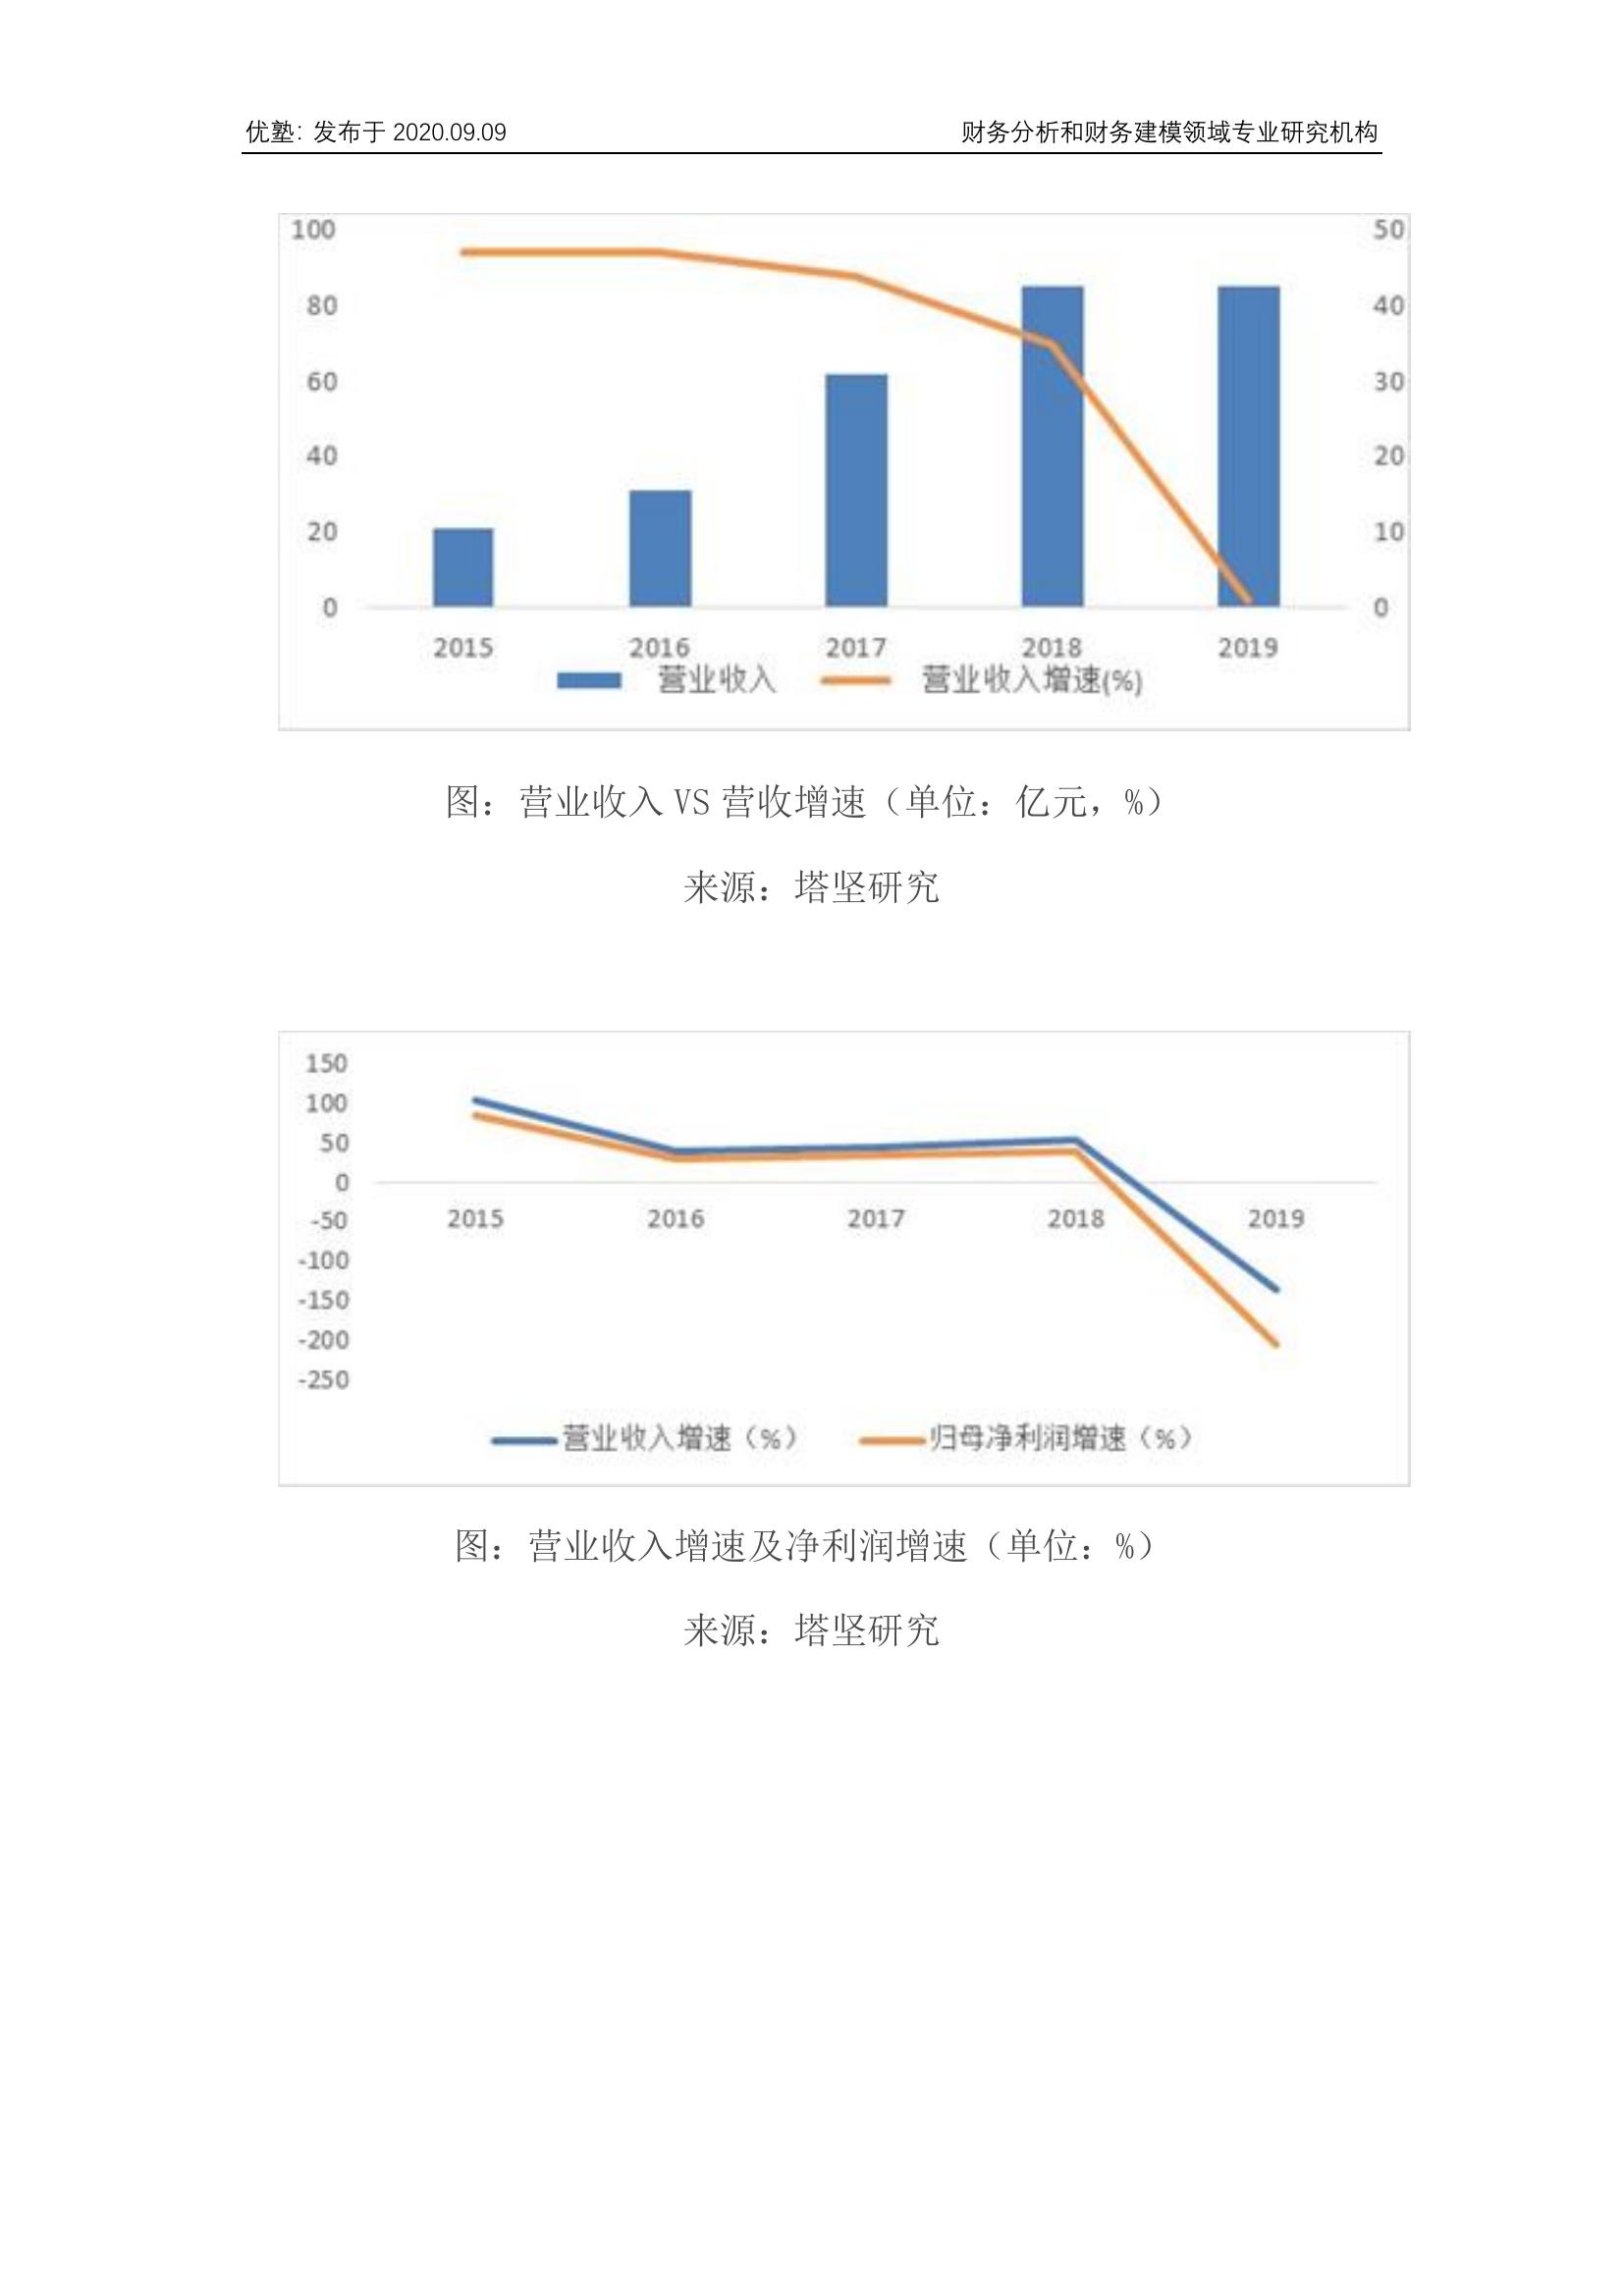 优塾：发布于 2020.09.09 财务分析和财务建模领域专业研究机构
100 50
80 40
60 30
40 20
20 10
0 0
2015 2016 2017 2018 2019
营业收入 营业收入增速(%)
图：营业收入 VS 营收增速（单位：亿元，%）
来源：塔坚研究
150
100
50
0
2015 2016 2017 2018 2019
-50
-100
-150
-200
-250
营业收入增速（%） 归母净利润增速（%）
图：营业收入增速及净利润增速（单位：%）
来源：塔坚研究